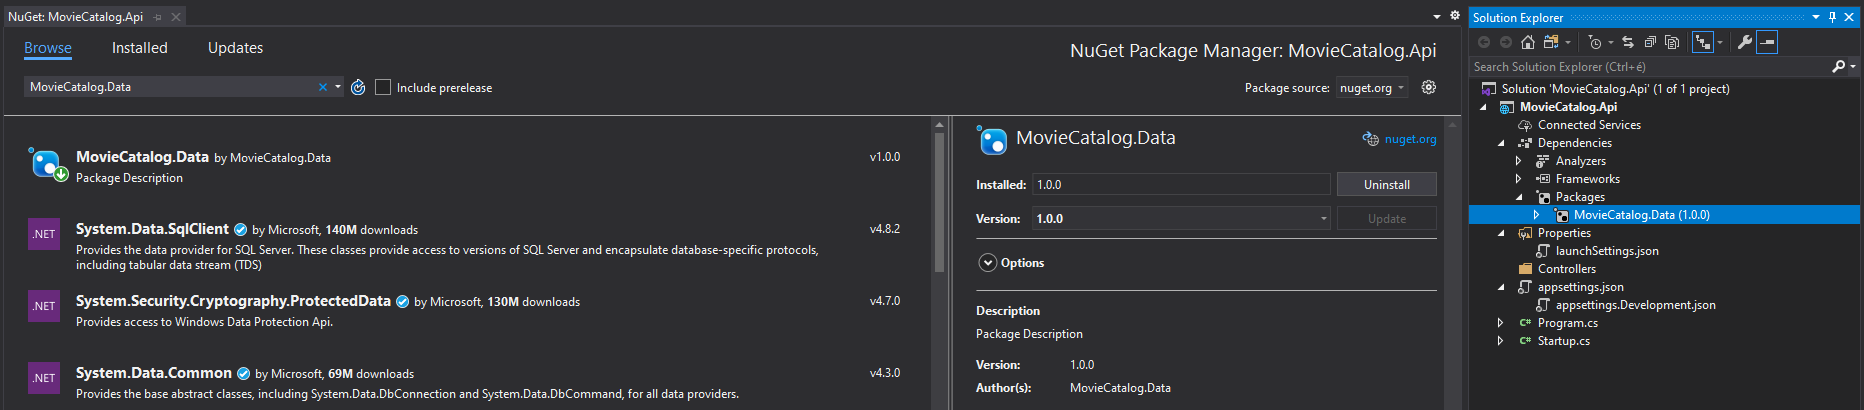 NuGet: MovieCatalog.Api
Browse Installed Updates
NuGet Package Manager: MovieCatalog.Api
MovieCatalog.Data
Include prerelease
Package source: nuget.org
MovieCatalog.Data by MovieCatalog.Data v1.0.0
Package Description
.NET
System.Data.SqlClient by Microsoft, 140M downloads v4.8.2
Provides the data provider for SQL Server. These classes provide access to versions of SQL Server and encapsulate database-specific protocols,
including tabular data stream (TDS)
.NET
System.Security.Cryptography.ProtectedData by Microsoft, 130M downloads v4.7.0
Provides access to Windows Data Protection Api.
.NET
System.Data.Common by Microsoft, 69M downloads v4.3.0
Provides the base abstract classes, including System.Data.DbConnection and System.Data.DbCommand, for all data providers.
MovieCatalog.Data nuget.org
Installed: 1.0.0 Uninstall
Version: 1.0.0 Update
Options
Description
Package Description
Version: 1.0.0
Author(s): MovieCatalog.Data
Solution Explorer
Search Solution Explorer (Ctrl+é)
Solution 'MovieCatalog.Api' (1 of 1 project)
MovieCatalog.Api
Connected Services
Dependencies
Analyzers
Frameworks
Packages
MovieCatalog.Data (1.0.0)
Properties
launchSettings.json
Controllers
appsettings.json
appsettings.Development.json
C# Program.cs
C# Startup.cs